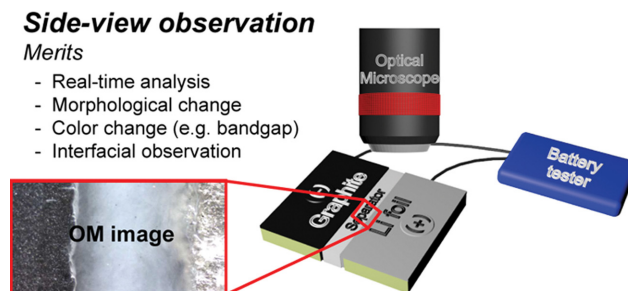 Side-view observation
Merits
- Real-time analysis
- Morphological change
- Color change (e.g. bandgap)
- Interfacial observation
Optical
Microscope
Battery
tester
(-)
Graphite
Separator
Li foil
(+)
OM image